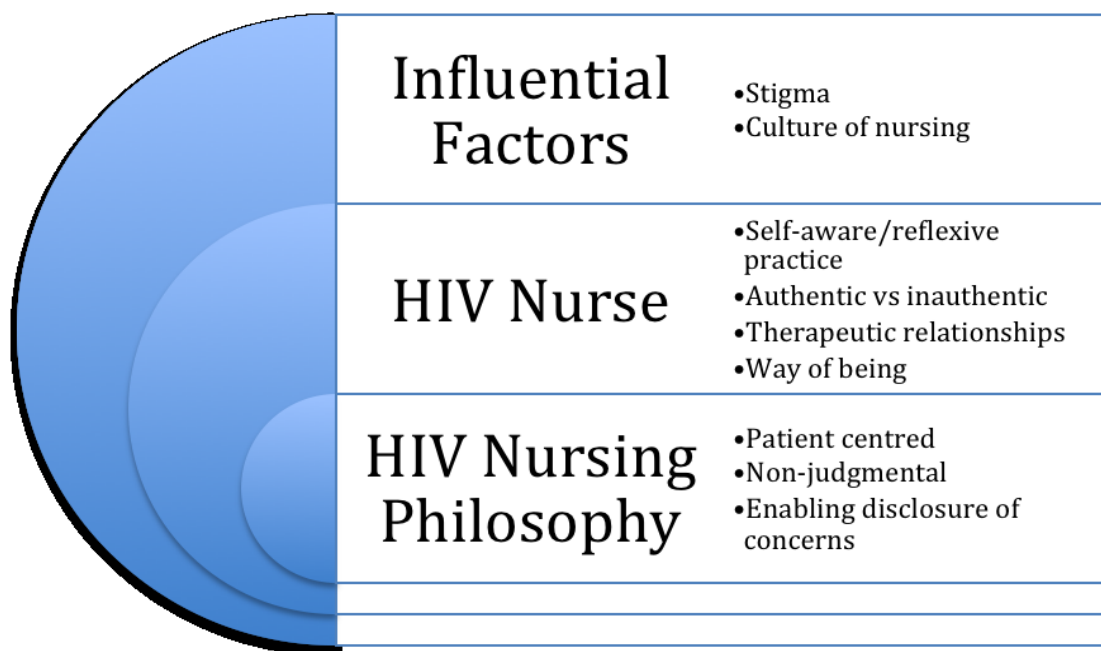 Influential
Factors
•Stigma
•Culture of nursing
HIV Nurse
•Self-aware/reflexive
practice
•Authentic vs inauthentic
•Therapeutic relationships
•Way of being
HIV Nursing
Philosophy
•Patient centred
•Non-judgmental
•Enabling disclosure of
concerns